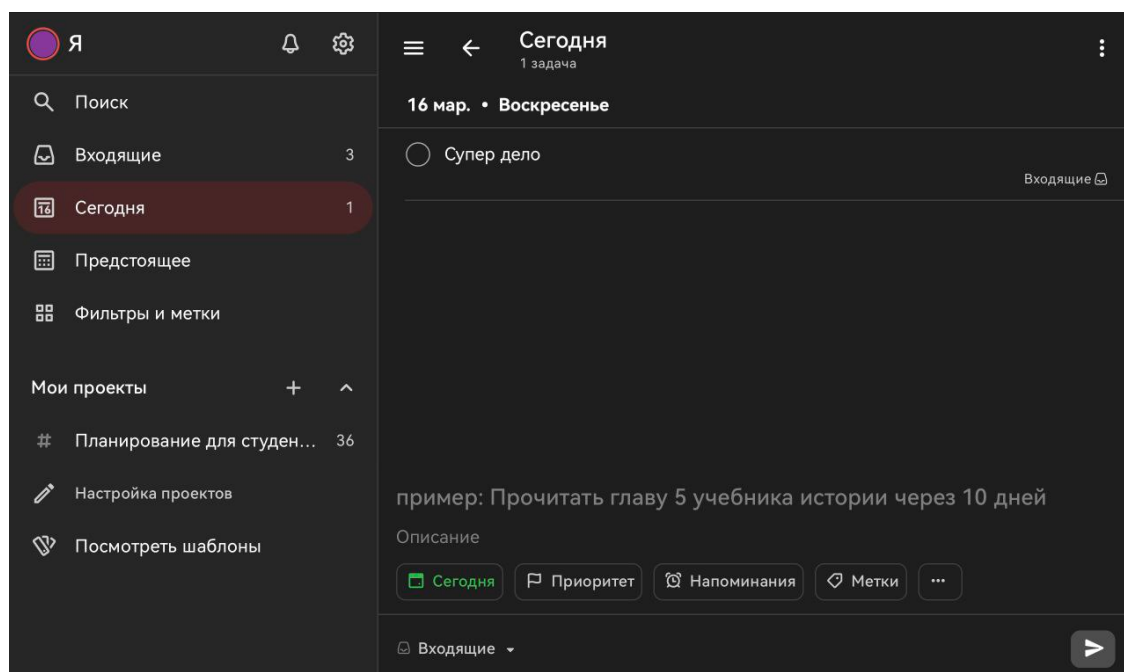 Я
Поиск
Входящие 3
16 Сегодня 1
Предстоящее
Фильтры и метки
Мои проекты
# Планирование для студен... 36
Настройка проектов
Посмотреть шаблоны
Сегодня
1 задача
16 мар. • Воскресенье
Супер дело
Входящие
пример: Прочитать главу 5 учебника истории через 10 дней
Описание
Сегодня Приоритет Напоминания Метки ...
Входящие